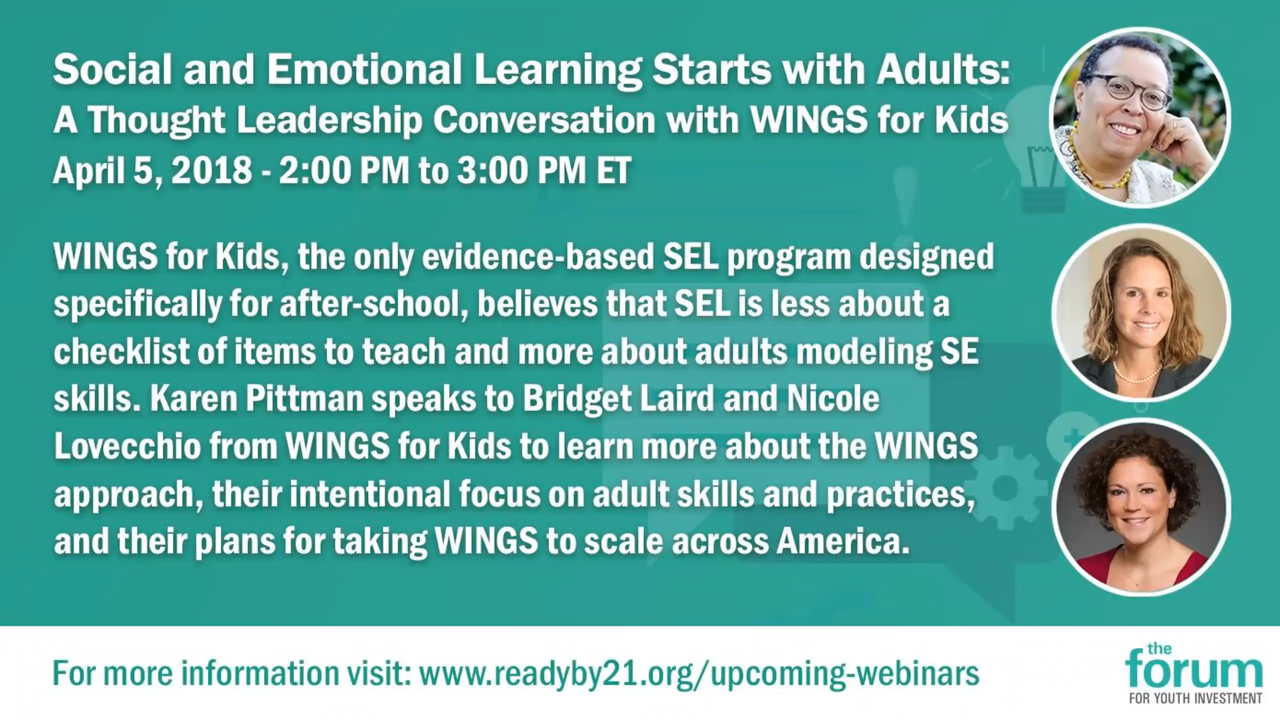 Social and Emotional Learning Starts with Adults:
A Thought Leadership Conversation with WINGS for Kids
April 5, 2018 - 2:00 PM to 3:00 PM ET
WINGS for Kids, the only evidence-based SEL program designed
specifically for after-school, believes that SEL is less about a
checklist of items to teach and more about adults modeling SE
skills. Karen Pittman speaks to Bridget Laird and Nicole
Lovecchio from WINGS for Kids to learn more about the WINGS
approach, their intentional focus on adult skills and practices,
and their plans for taking WINGS to scale across America.
For more information visit: www.readyby21.org/upcoming-webinars
the
forum
FOR YOUTH INVESTMENT